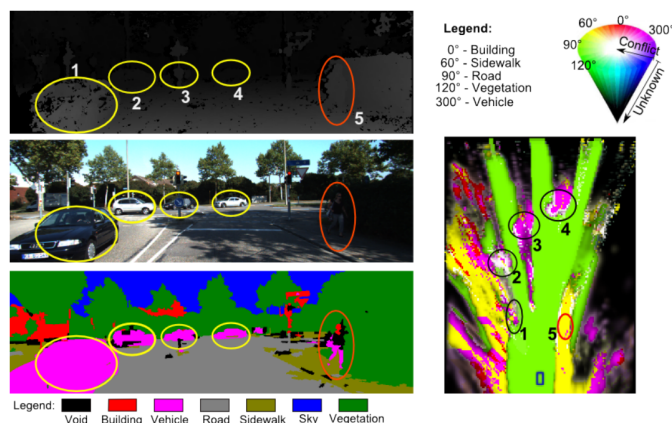 1
2
3
4
5
Legend: Void Building Vehicle Road Sidewalk Sky Vegetation
Legend:
0° - Building
60° - Sidewalk
90° - Road
120° - Vegetation
300° - Vehicle
0°
60°
300°
90°
120°
Conflict
Unknown
4
3
2
1
5